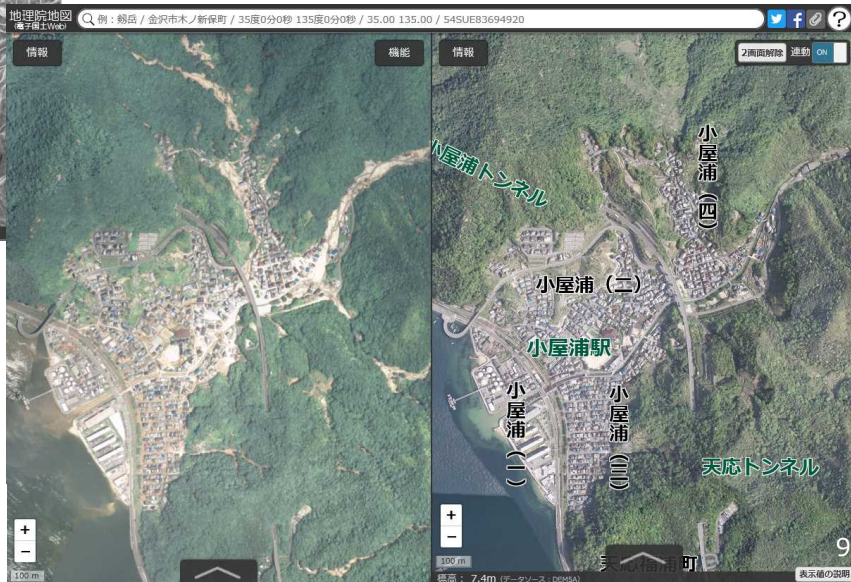 地理院地図
(電子国土Web)
例：剱岳 / 金沢市木ノ新保町 / 35度0分0秒 135度0分0秒 / 35.00 135.00 / 54SUE83694920
?
情報
機能
情報
2画面解除 連動 ON
小屋浦（四）
小屋浦トンネル
小屋浦（二）
小屋浦駅
小屋浦（一）
小屋浦（三）
天応トンネル
+
−
100 m
+
−
100 m
天応福浦町
9
標高： 7.4m (データソース：DEM5A)
表示値の説明